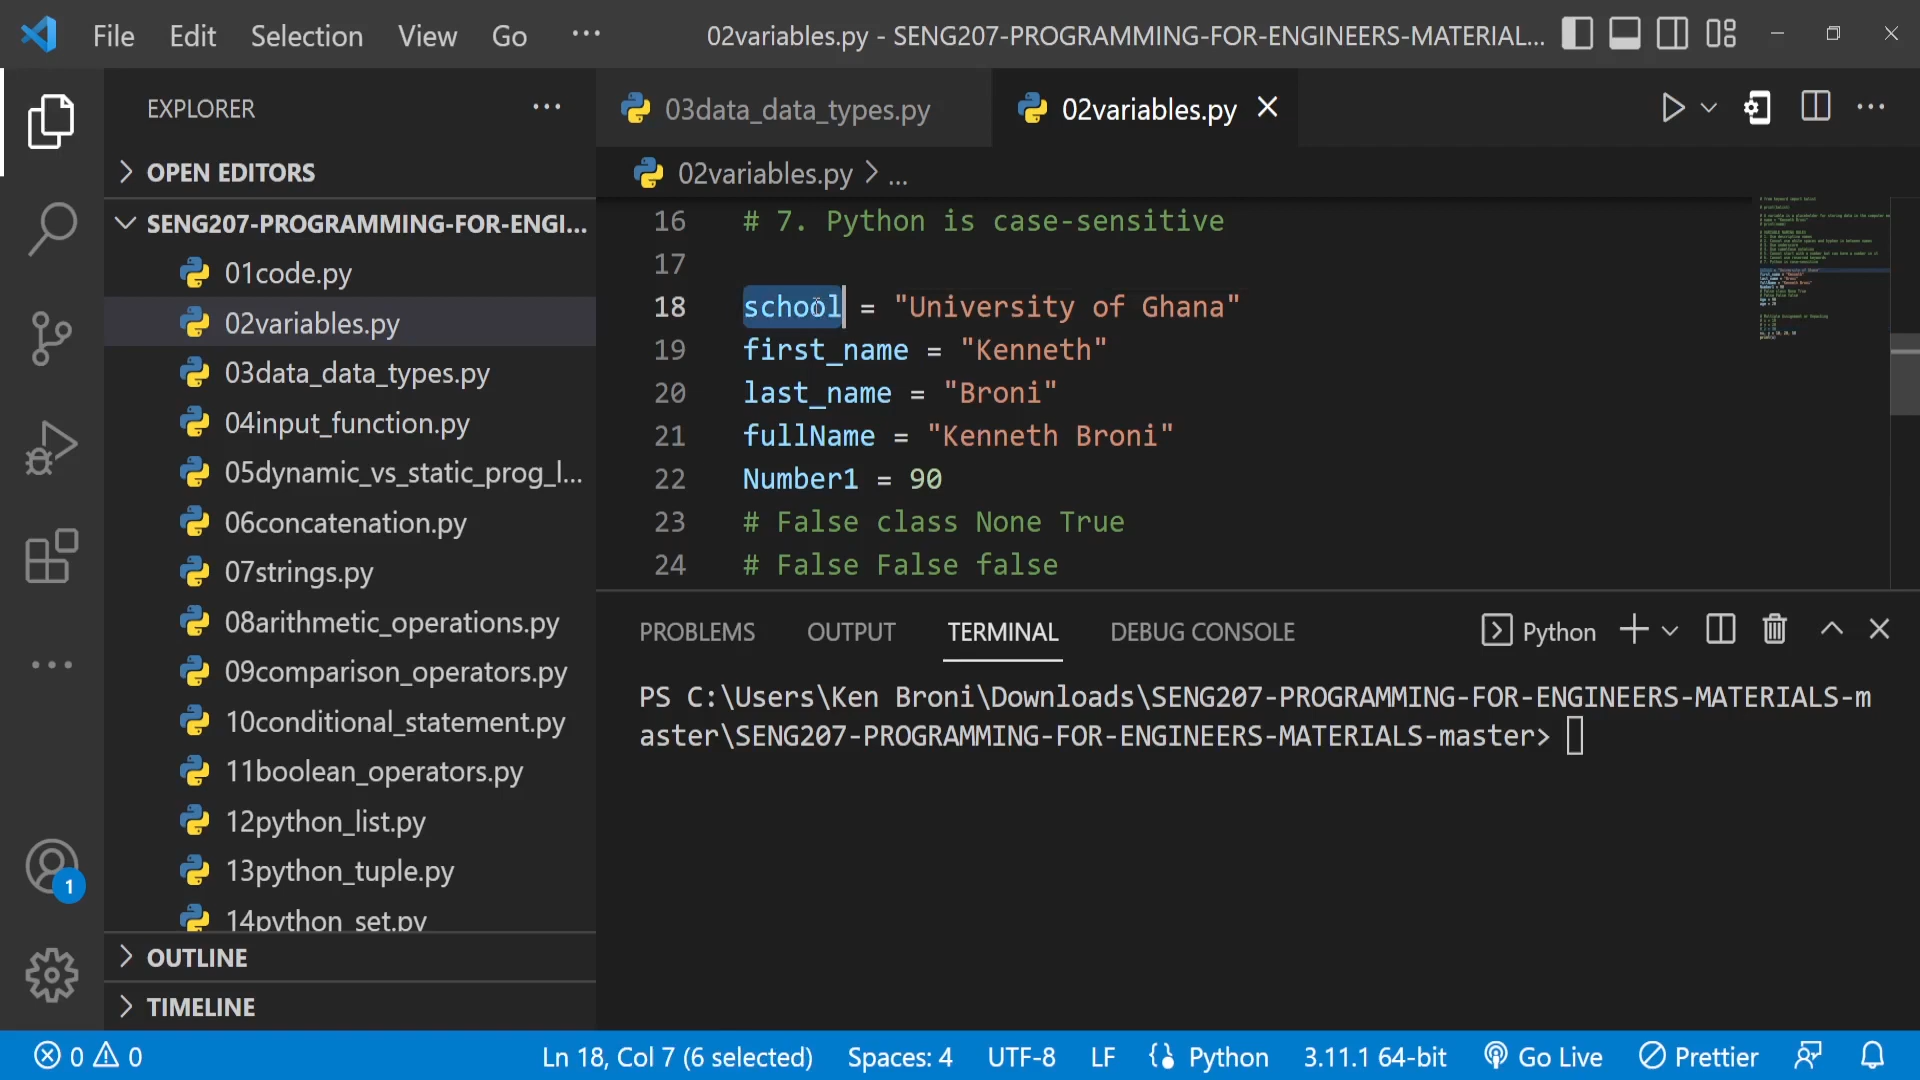 File Edit Selection View Go ... 02variables.py - SENG207-PROGRAMMING-FOR-ENGINEERS-MATERIAL...
EXPLORER
OPEN EDITORS
SENG207-PROGRAMMING-FOR-ENGI...
01code.py
02variables.py
03data_data_types.py
04input_function.py
05dynamic_vs_static_prog_l...
06concatenation.py
07strings.py
08arithmetic_operations.py
09comparison_operators.py
10conditional_statement.py
11boolean_operators.py
12python_list.py
13python_tuple.py
14python_set.py
OUTLINE
TIMELINE
1
03data_data_types.py 02variables.py
02variables.py > ...
16 # 7. Python is case-sensitive
17
18 school = "University of Ghana"
19 first_name = "Kenneth"
20 last_name = "Broni"
21 fullName = "Kenneth Broni"
22 Number1 = 90
23 # False class None True
24 # False False false
PROBLEMS OUTPUT TERMINAL DEBUG CONSOLE Python
PS C:\Users\Ken Broni\Downloads\SENG207-PROGRAMMING-FOR-ENGINEERS-MATERIALS-m
aster\SENG207-PROGRAMMING-FOR-ENGINEERS-MATERIALS-master>
0 0 Ln 18, Col 7 (6 selected) Spaces: 4 UTF-8 LF Python 3.11.1 64-bit Go Live Prettier